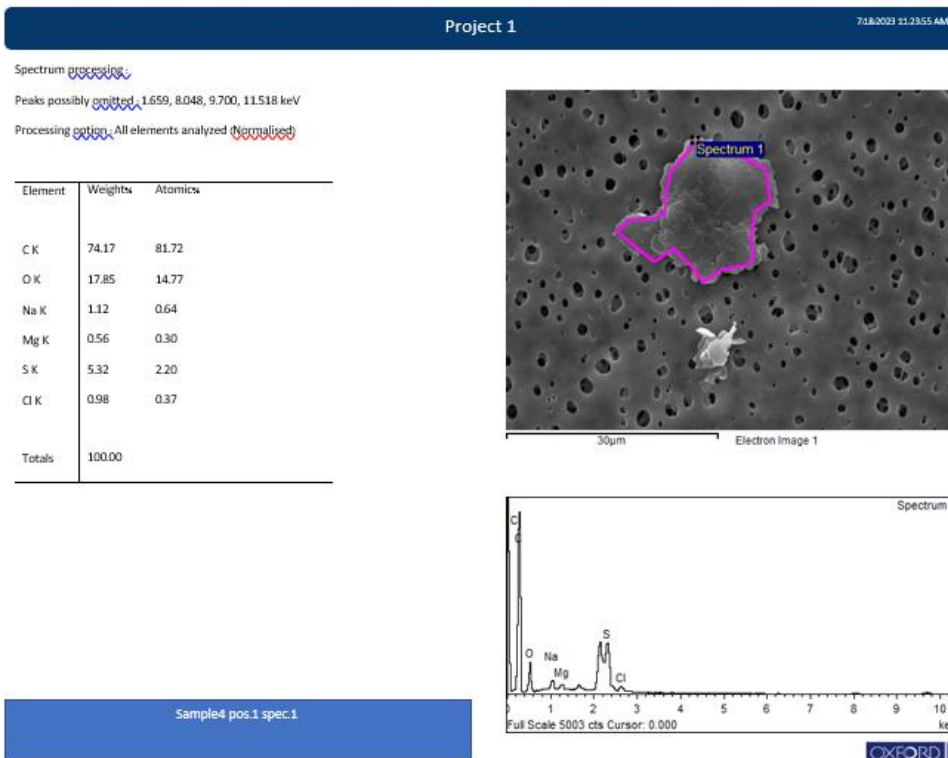 Project 1
7/18/2023 11:23:55 AM
Spectrum processing :
Peaks possibly omitted : 1.659, 8.048, 9.700, 11.518 keV
Processing option : All elements analyzed (Normalised)
Element Weight% Atomic%
C K 74.17 81.72
O K 17.85 14.77
Na K 1.12 0.64
Mg K 0.56 0.30
S K 5.32 2.20
Cl K 0.98 0.37
Totals 100.00
Sample4 pos.1 spec.1
Spectrum 1
30µm Electron Image 1
Spectrum
C
O
Na
Mg
S
Cl
1 2 3 4 5 6 7 8 9 10
Full Scale 5003 cts Cursor: 0.000 ke
OXFORD